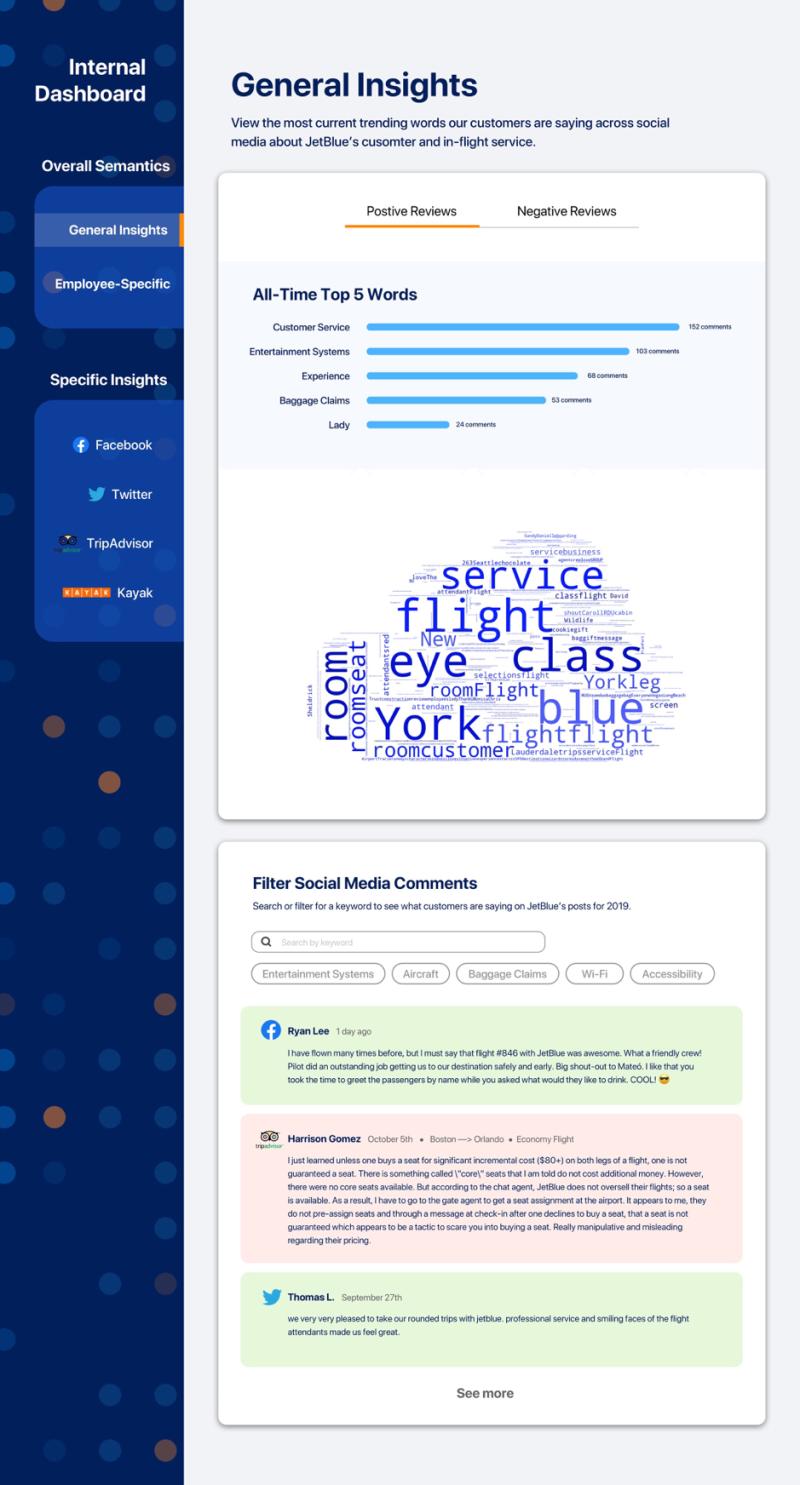 Internal
Dashboard
Overall Semantics
General Insights
Employee-Specific
Specific Insights
Facebook
Twitter
tripadvisor
TripAdvisor
KAYAK
Kayak
General Insights
View the most current trending words our customers are saying across social
media about JetBlue's cusomter and in-flight service.
Postive Reviews
Negative Reviews
All-Time Top 5 Words
Customer Service
152 comments
Entertainment Systems
103 comments
Experience
68 comments
Baggage Claims
53 comments
Lady
24 comments
servicebusiness
263Seattlechocolate
loveThe
service
attendantFlight
classflight
David
flight
shoutCarollRDUcabin
Wildlife
cookiegift
New
baggiftmessage
attendantsred
room
roomseat
eye
class
selectionsflight
Yorkleg
roomFlight
Sheldrick
attendant
blue
screen
York
flightflight
roomcustomer
LauderdaletripsserviceFlight
Filter Social Media Comments
Search or filter for a keyword to see what customers are saying on JetBlue's posts for 2019.
Search by keyword
Entertainment Systems
Aircraft
Baggage Claims
Wi-Fi
Accessibility
Ryan Lee 1 day ago
I have flown many times before, but I must say that flight #846 with JetBlue was awesome. What a friendly crew!
Pilot did an outstanding job getting us to our destination safely and early. Big shout-out to Mateó. I like that you
took the time to greet the passengers by name while you asked what would they like to drink. COOL! 😎
tripadvisor
Harrison Gomez October 5th • Boston —> Orlando • Economy Flight
I just learned unless one buys a seat for significant incremental cost ($80+) on both legs of a flight, one is not
guaranteed a seat. There is something called \"core\" seats that I am told do not cost additional money. However,
there were no core seats available. But according to the chat agent, JetBlue does not oversell their flights; so a seat
is available. As a result, I have to go to the gate agent to get a seat assignment at the airport. It appears to me, they
do not pre-assign seats and through a message at check-in after one declines to buy a seat, that a seat is not
guaranteed which appears to be a tactic to scare you into buying a seat. Really manipulative and misleading
regarding their pricing.
Thomas L. September 27th
we very very pleased to take our rounded trips with jetblue. professional service and smiling faces of the flight
attendants made us feel great.
See more